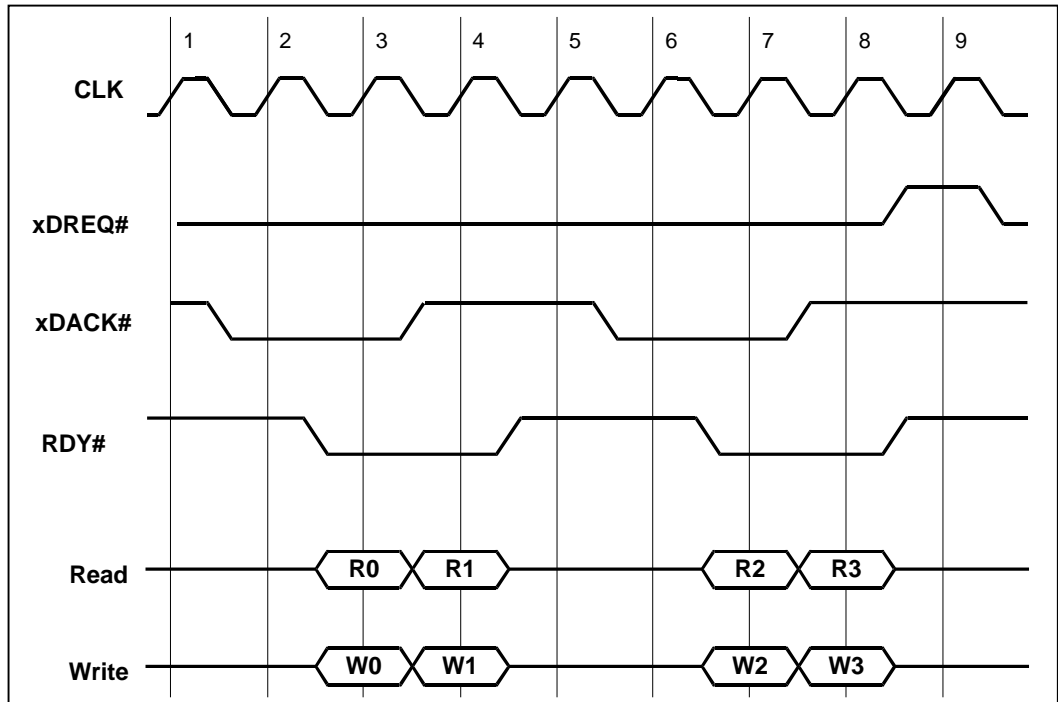 1 2 3 4 5 6 7 8 9
CLK
xDREQ#
xDACK#
RDY#
Read R0 R1 R2 R3
Write W0 W1 W2 W3